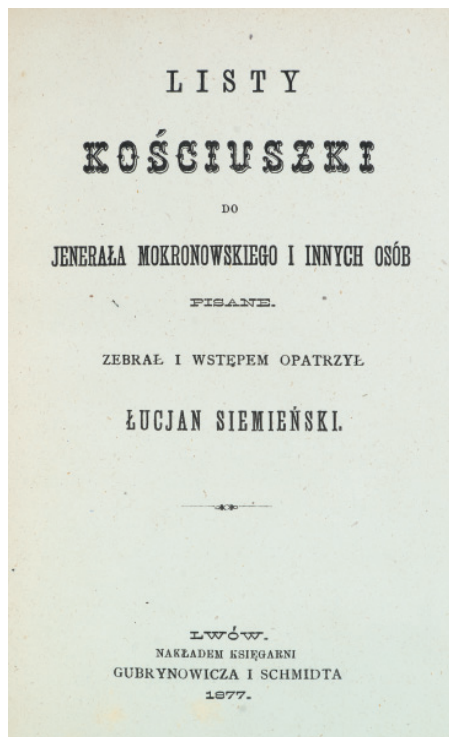 LISTY
KOŚCIUSZKI
DO
JENERAŁA MOKRONOWSKIEGO I INNYCH OSÓB
PISANE.
ZEBRAŁ I WSTĘPEM OPATRZYŁ
ŁUCJAN SIEMIEŃSKI.
LWÓW.
NAKŁADEM KSIĘGARNI
GUBRYNOWICZA I SCHMIDTA
1877.